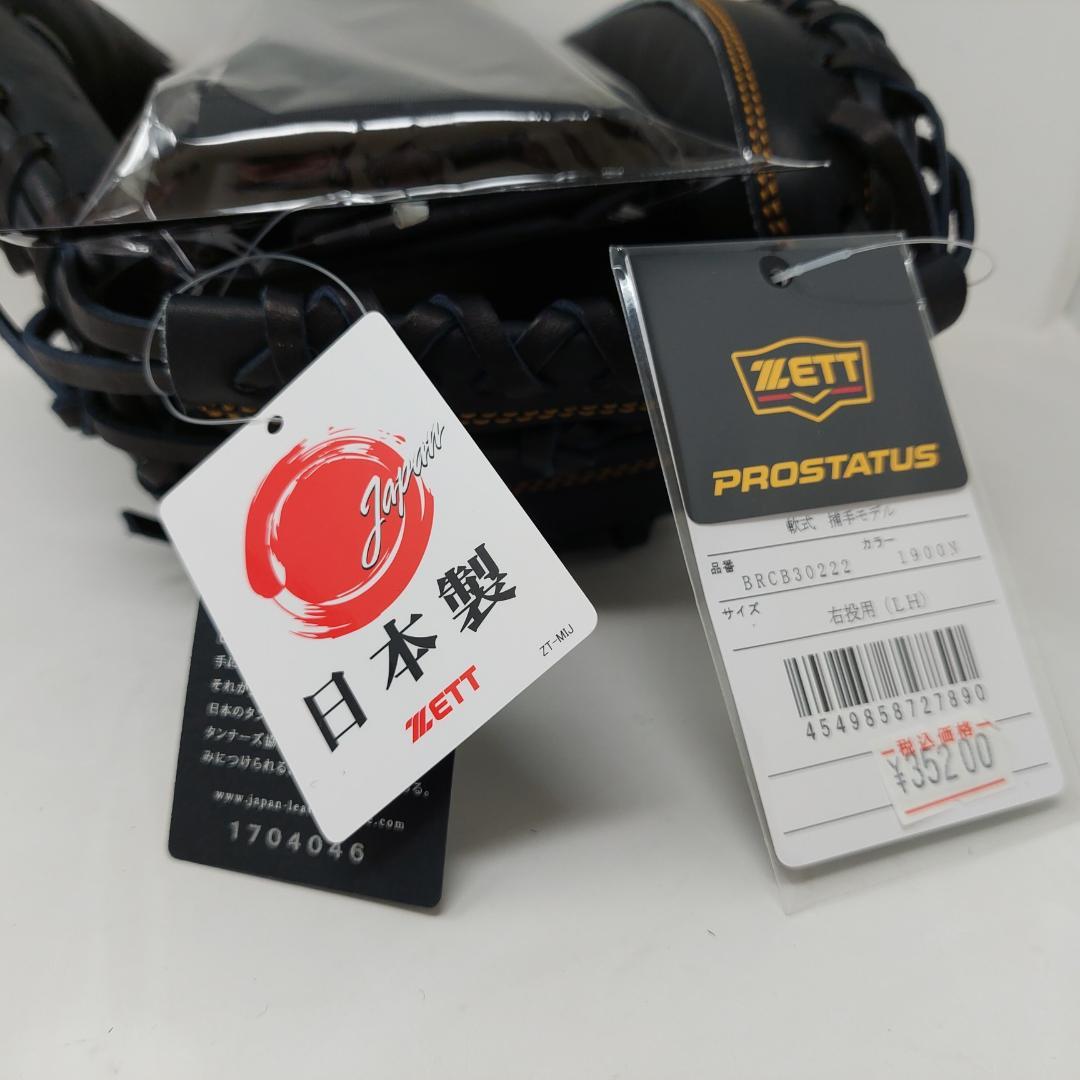 Japan
日本製
ZETT
ZT-MIJ
手に
それが
日本のタン
タンナーズ協
みにつけられる
る。
www.japan-lea
e.com
1704046
ZETT
PROSTATUS
軟式 捕手モデル
品番 BRCB30222 カラー 1900N
サイズ 右投用(LH)
4549858727890
税込価格
¥35200